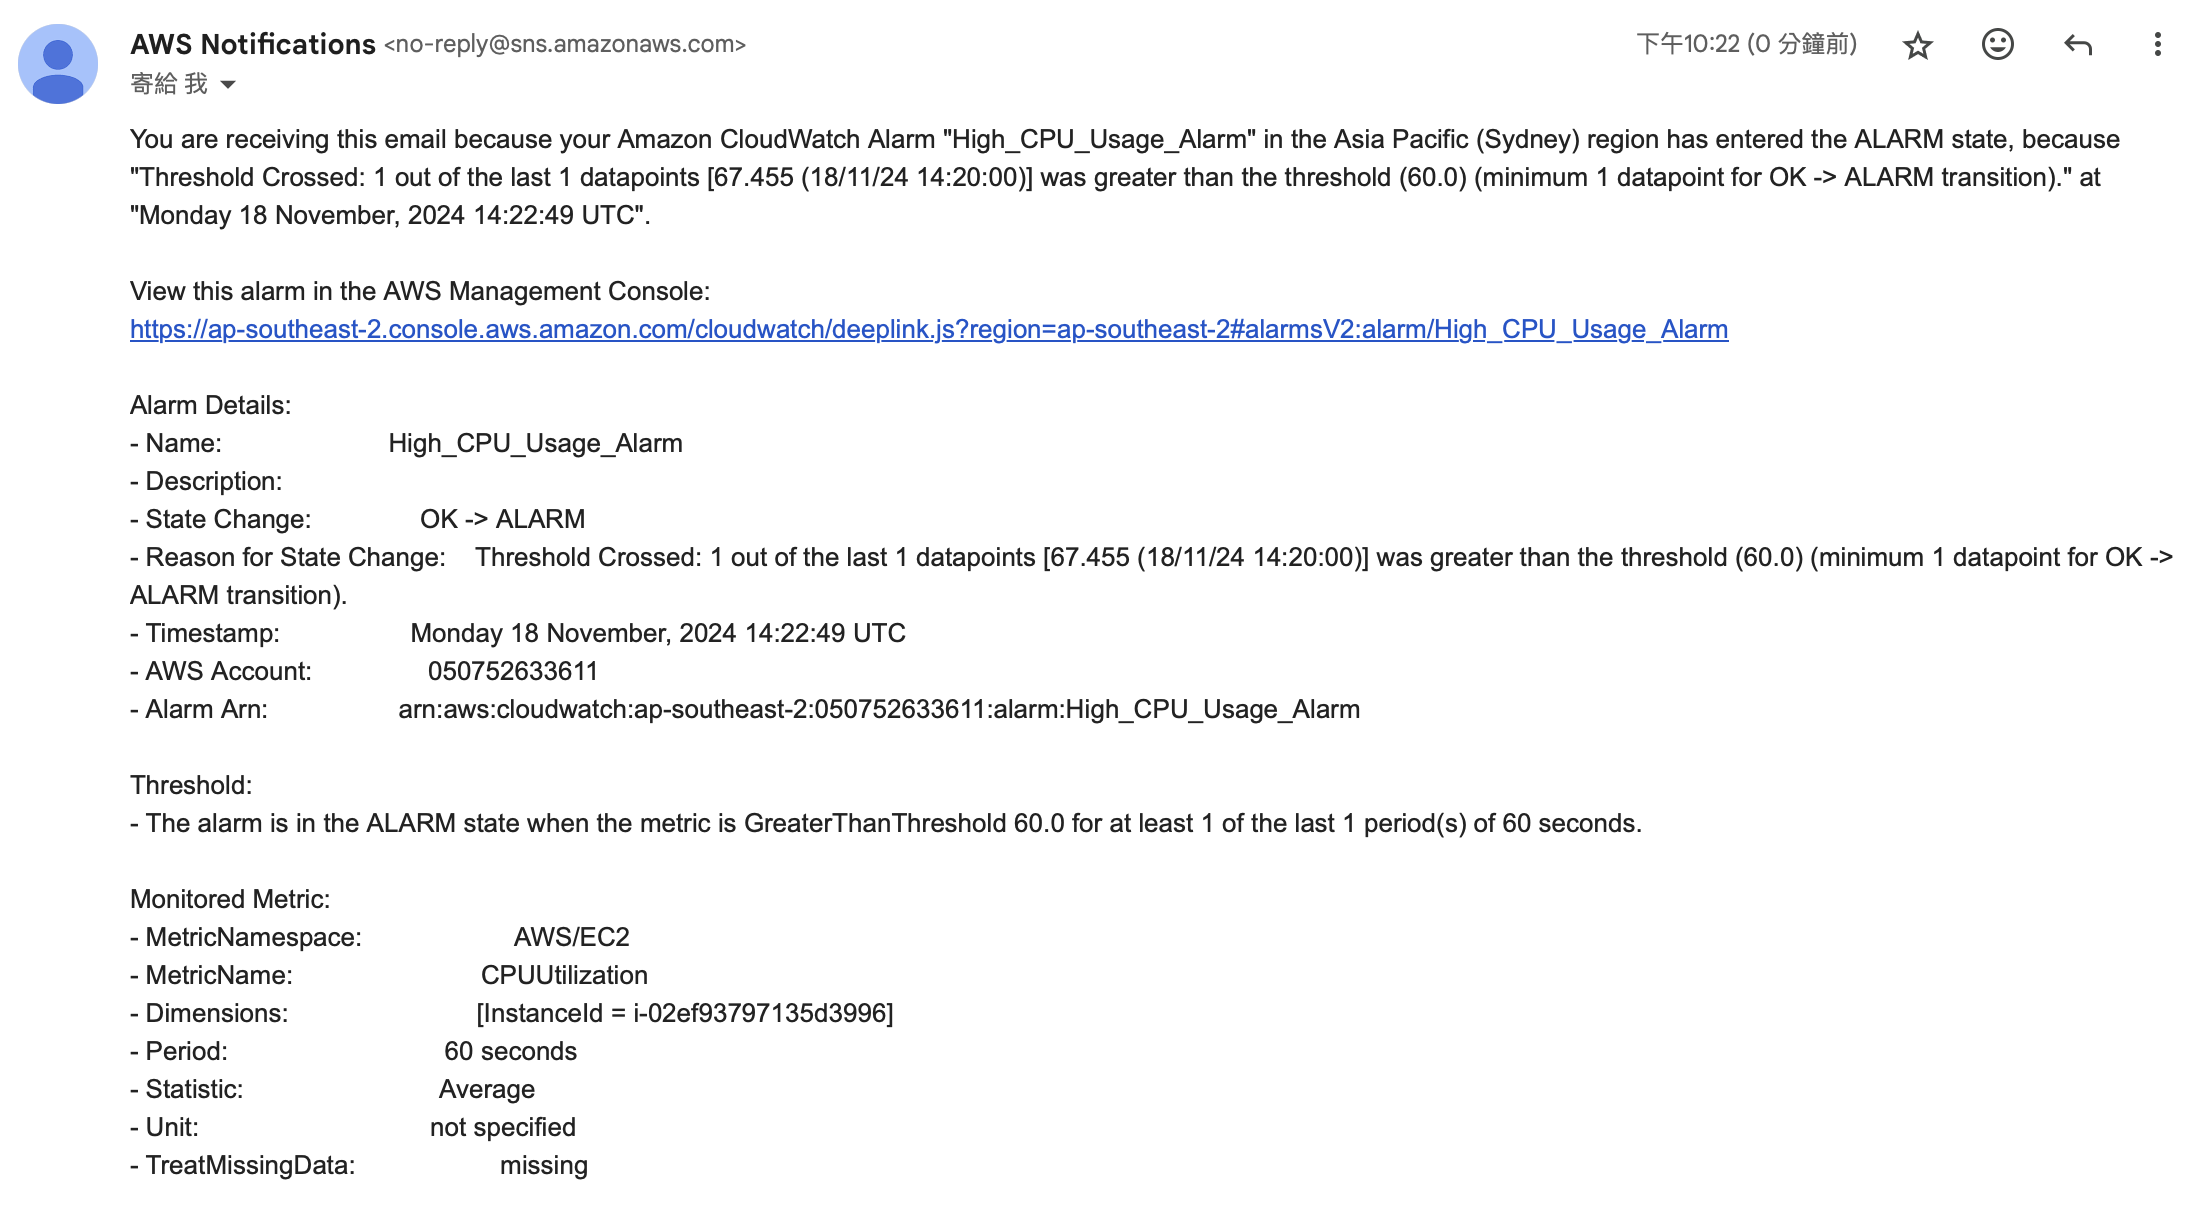 AWS Notifications <no-reply@sns.amazonaws.com> 下午10:22 (0 分鐘前)
寄給 我
You are receiving this email because your Amazon CloudWatch Alarm "High_CPU_Usage_Alarm" in the Asia Pacific (Sydney) region has entered the ALARM state, because
"Threshold Crossed: 1 out of the last 1 datapoints [67.455 (18/11/24 14:20:00)] was greater than the threshold (60.0) (minimum 1 datapoint for OK -> ALARM transition)." at
"Monday 18 November, 2024 14:22:49 UTC".
View this alarm in the AWS Management Console:
https://ap-southeast-2.console.aws.amazon.com/cloudwatch/deeplink.js?region=ap-southeast-2#alarmsV2:alarm/High_CPU_Usage_Alarm
Alarm Details:
- Name: High_CPU_Usage_Alarm
- Description:
- State Change: OK -> ALARM
- Reason for State Change: Threshold Crossed: 1 out of the last 1 datapoints [67.455 (18/11/24 14:20:00)] was greater than the threshold (60.0) (minimum 1 datapoint for OK ->
ALARM transition).
- Timestamp: Monday 18 November, 2024 14:22:49 UTC
- AWS Account: 050752633611
- Alarm Arn: arn:aws:cloudwatch:ap-southeast-2:050752633611:alarm:High_CPU_Usage_Alarm
Threshold:
- The alarm is in the ALARM state when the metric is GreaterThanThreshold 60.0 for at least 1 of the last 1 period(s) of 60 seconds.
Monitored Metric:
- MetricNamespace: AWS/EC2
- MetricName: CPUUtilization
- Dimensions: [InstanceId = i-02ef93797135d3996]
- Period: 60 seconds
- Statistic: Average
- Unit: not specified
- TreatMissingData: missing